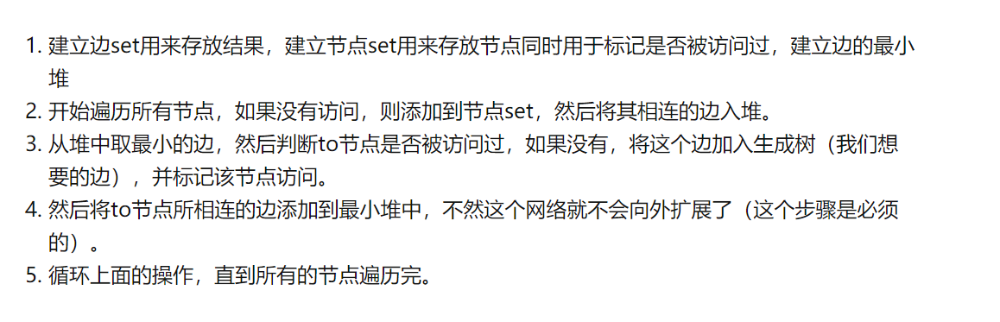 1. 建立边set用来存放结果，建立节点set用来存放节点同时用于标记是否被访问过，建立边的最小
堆
2. 开始遍历所有节点，如果没有访问，则添加到节点set，然后将其相连的边入堆。
3. 从堆中取最小的边，然后判断to节点是否被访问过，如果没有，将这个边加入生成树（我们想
要的边），并标记该节点访问。
4. 然后将to节点所相连的边添加到最小堆中，不然这个网络就不会向外扩展了（这个步骤是必须
的）。
5. 循环上面的操作，直到所有的节点遍历完。